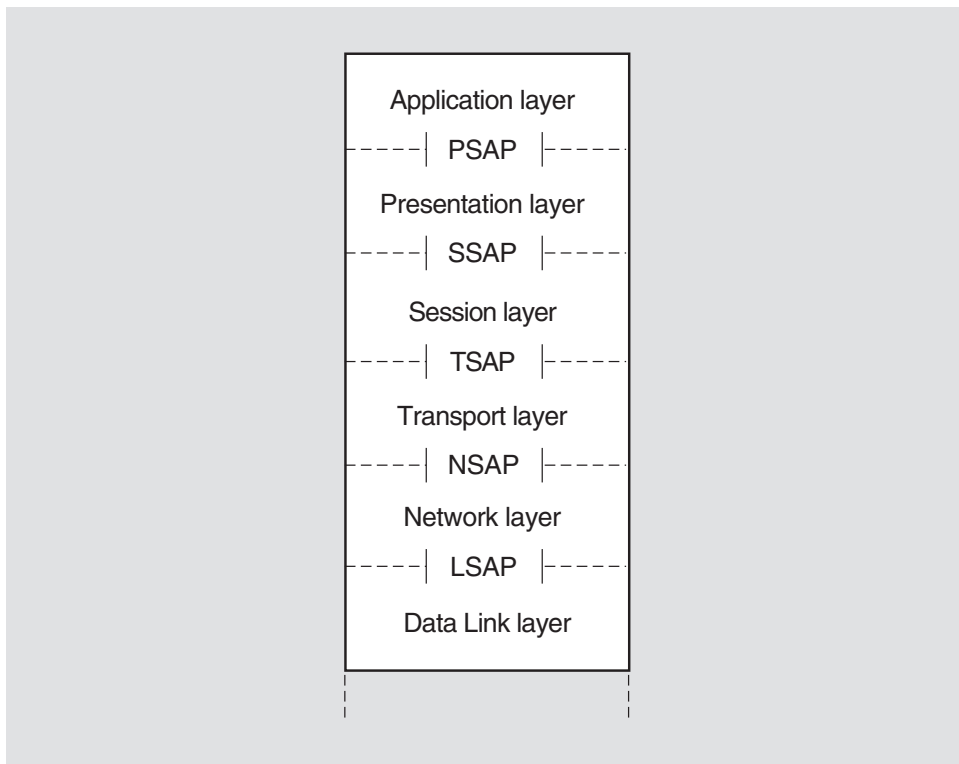 Application layer
PSAP
Presentation layer
SSAP
Session layer
TSAP
Transport layer
NSAP
Network layer
LSAP
Data Link layer